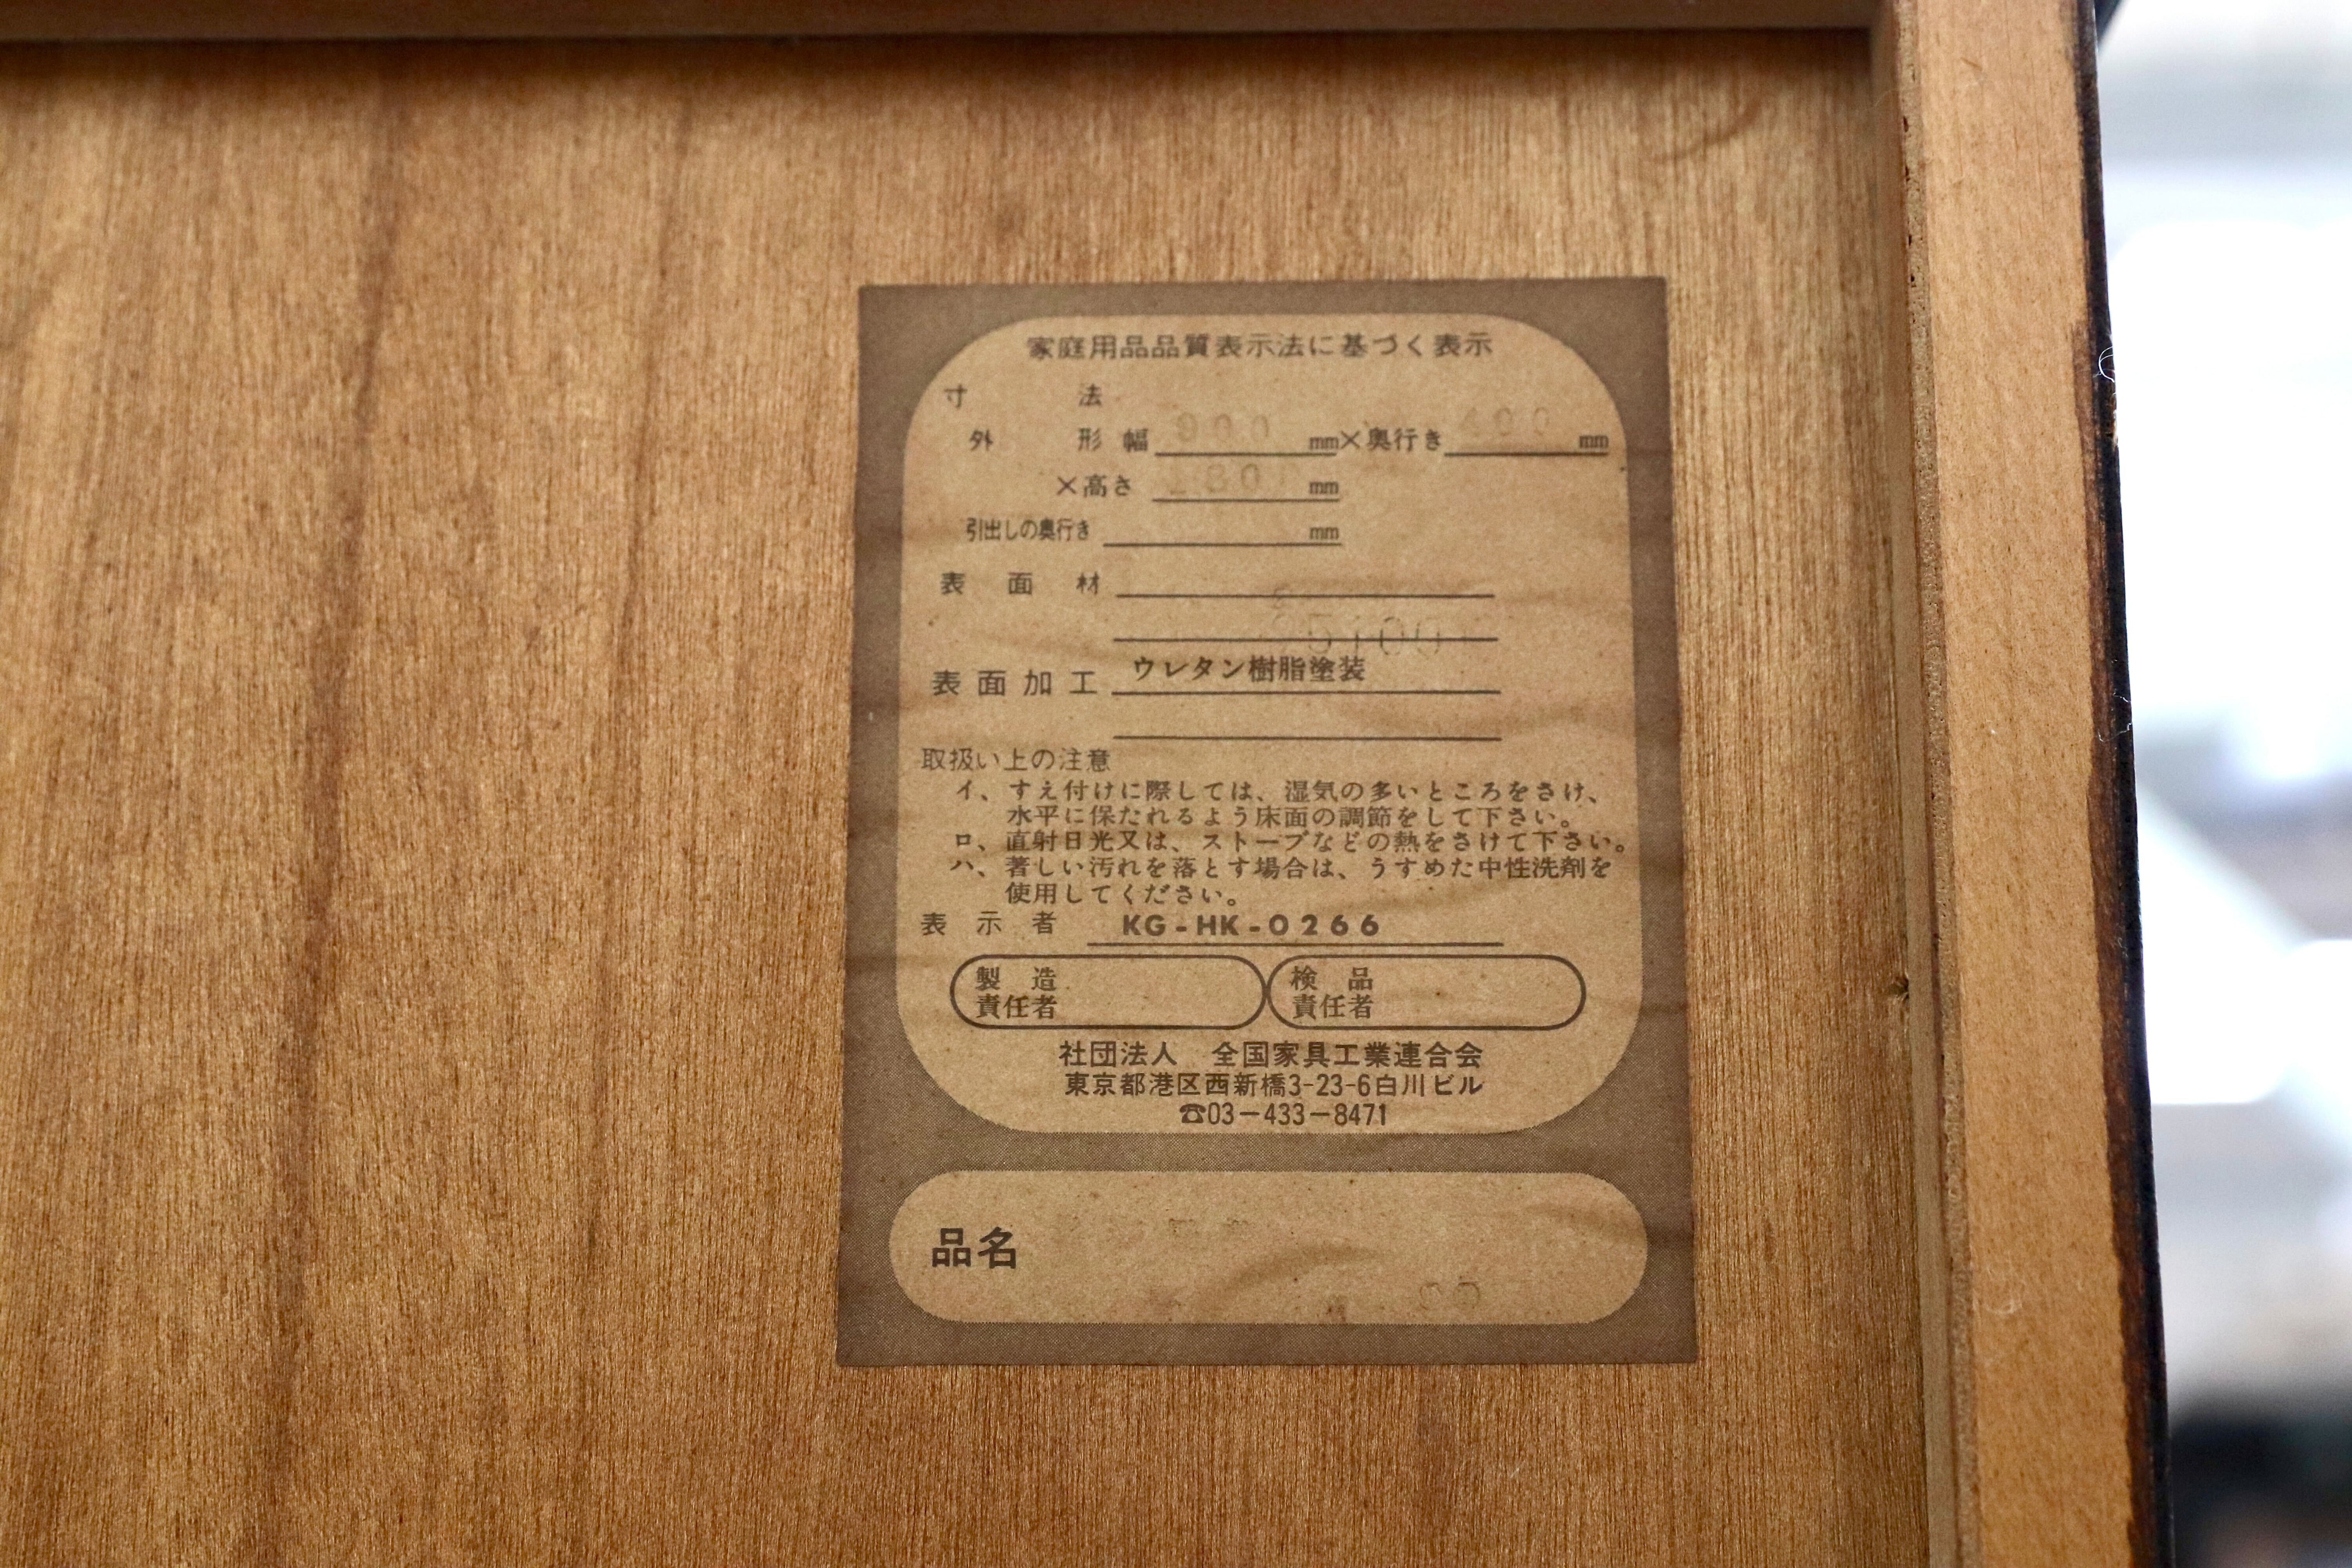 家庭用品品質表示法に基づく表示
寸法
外形 幅 900 mm×奥行き 400 mm
×高さ mm
引出しの奥行き mm
表面材
表面加工 ウレタン樹脂塗装
取扱い上の注意
イ、すえ付けに際しては、湿気の多いところをさけ、
水平に保たれるよう床面の調節をして下さい。
ロ、直射日光又は、ストーブなどの熱をさけて下さい。
ハ、著しい汚れを落とす場合は、うすめた中性洗剤を
使用してください。
表示者 KG-HK-0266
製造 検品
責任者 責任者
社団法人 全国家具工業連合会
東京都港区西新橋3-23-6白川ビル
☎03-433-8471
品名